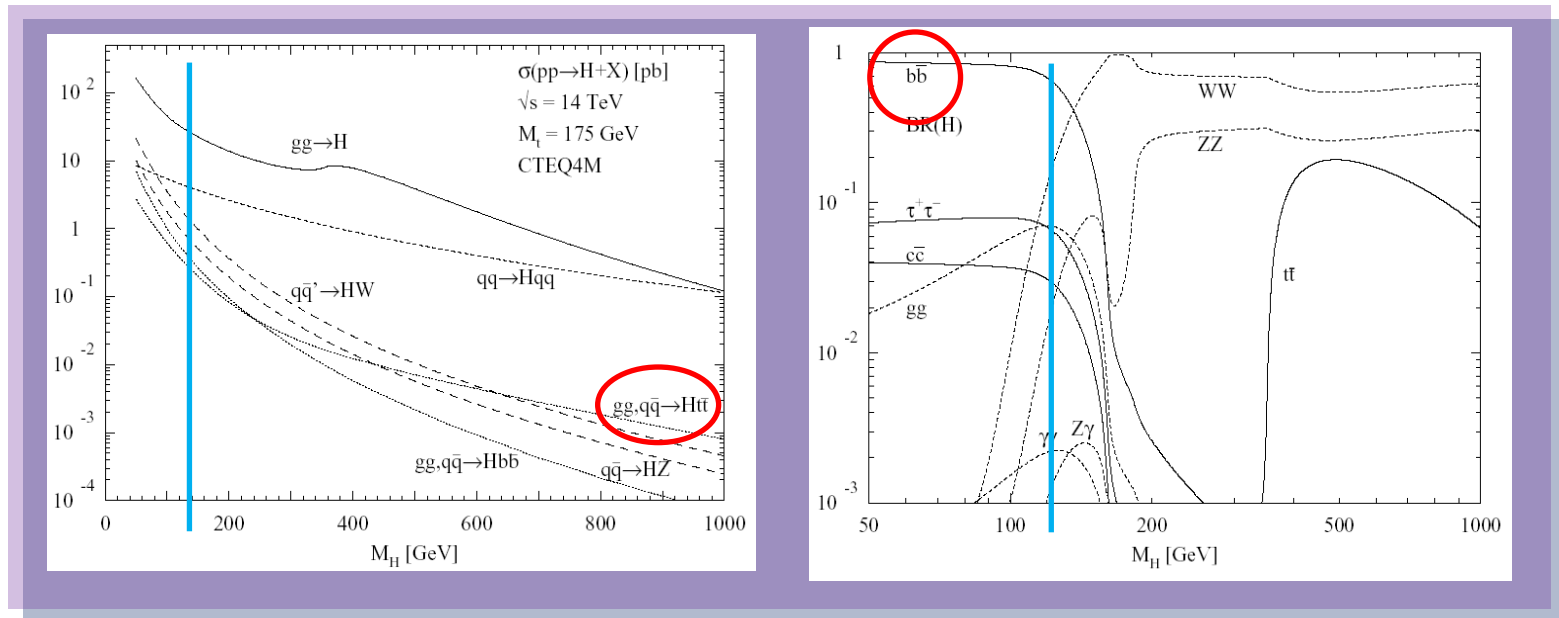 σ(pp→H+X) [pb]
√s = 14 TeV
M_t = 175 GeV
CTEQ4M
gg→H
qq→Hqq
qq̄'→HW
gg,qq̄→Htt̄
gg,qq̄→Hbb̄
qq̄→HZ
10^2
10
1
10^-1
10^-2
10^-3
10^-4
0 200 400 600 800 1000
M_H [GeV]
bb̄
BR(H)
WW
ZZ
τ^+τ^-
cc̄
gg
tt̄
γγ
Zγ
1
10^-1
10^-2
10^-3
50 100 200 500 1000
M_H [GeV]